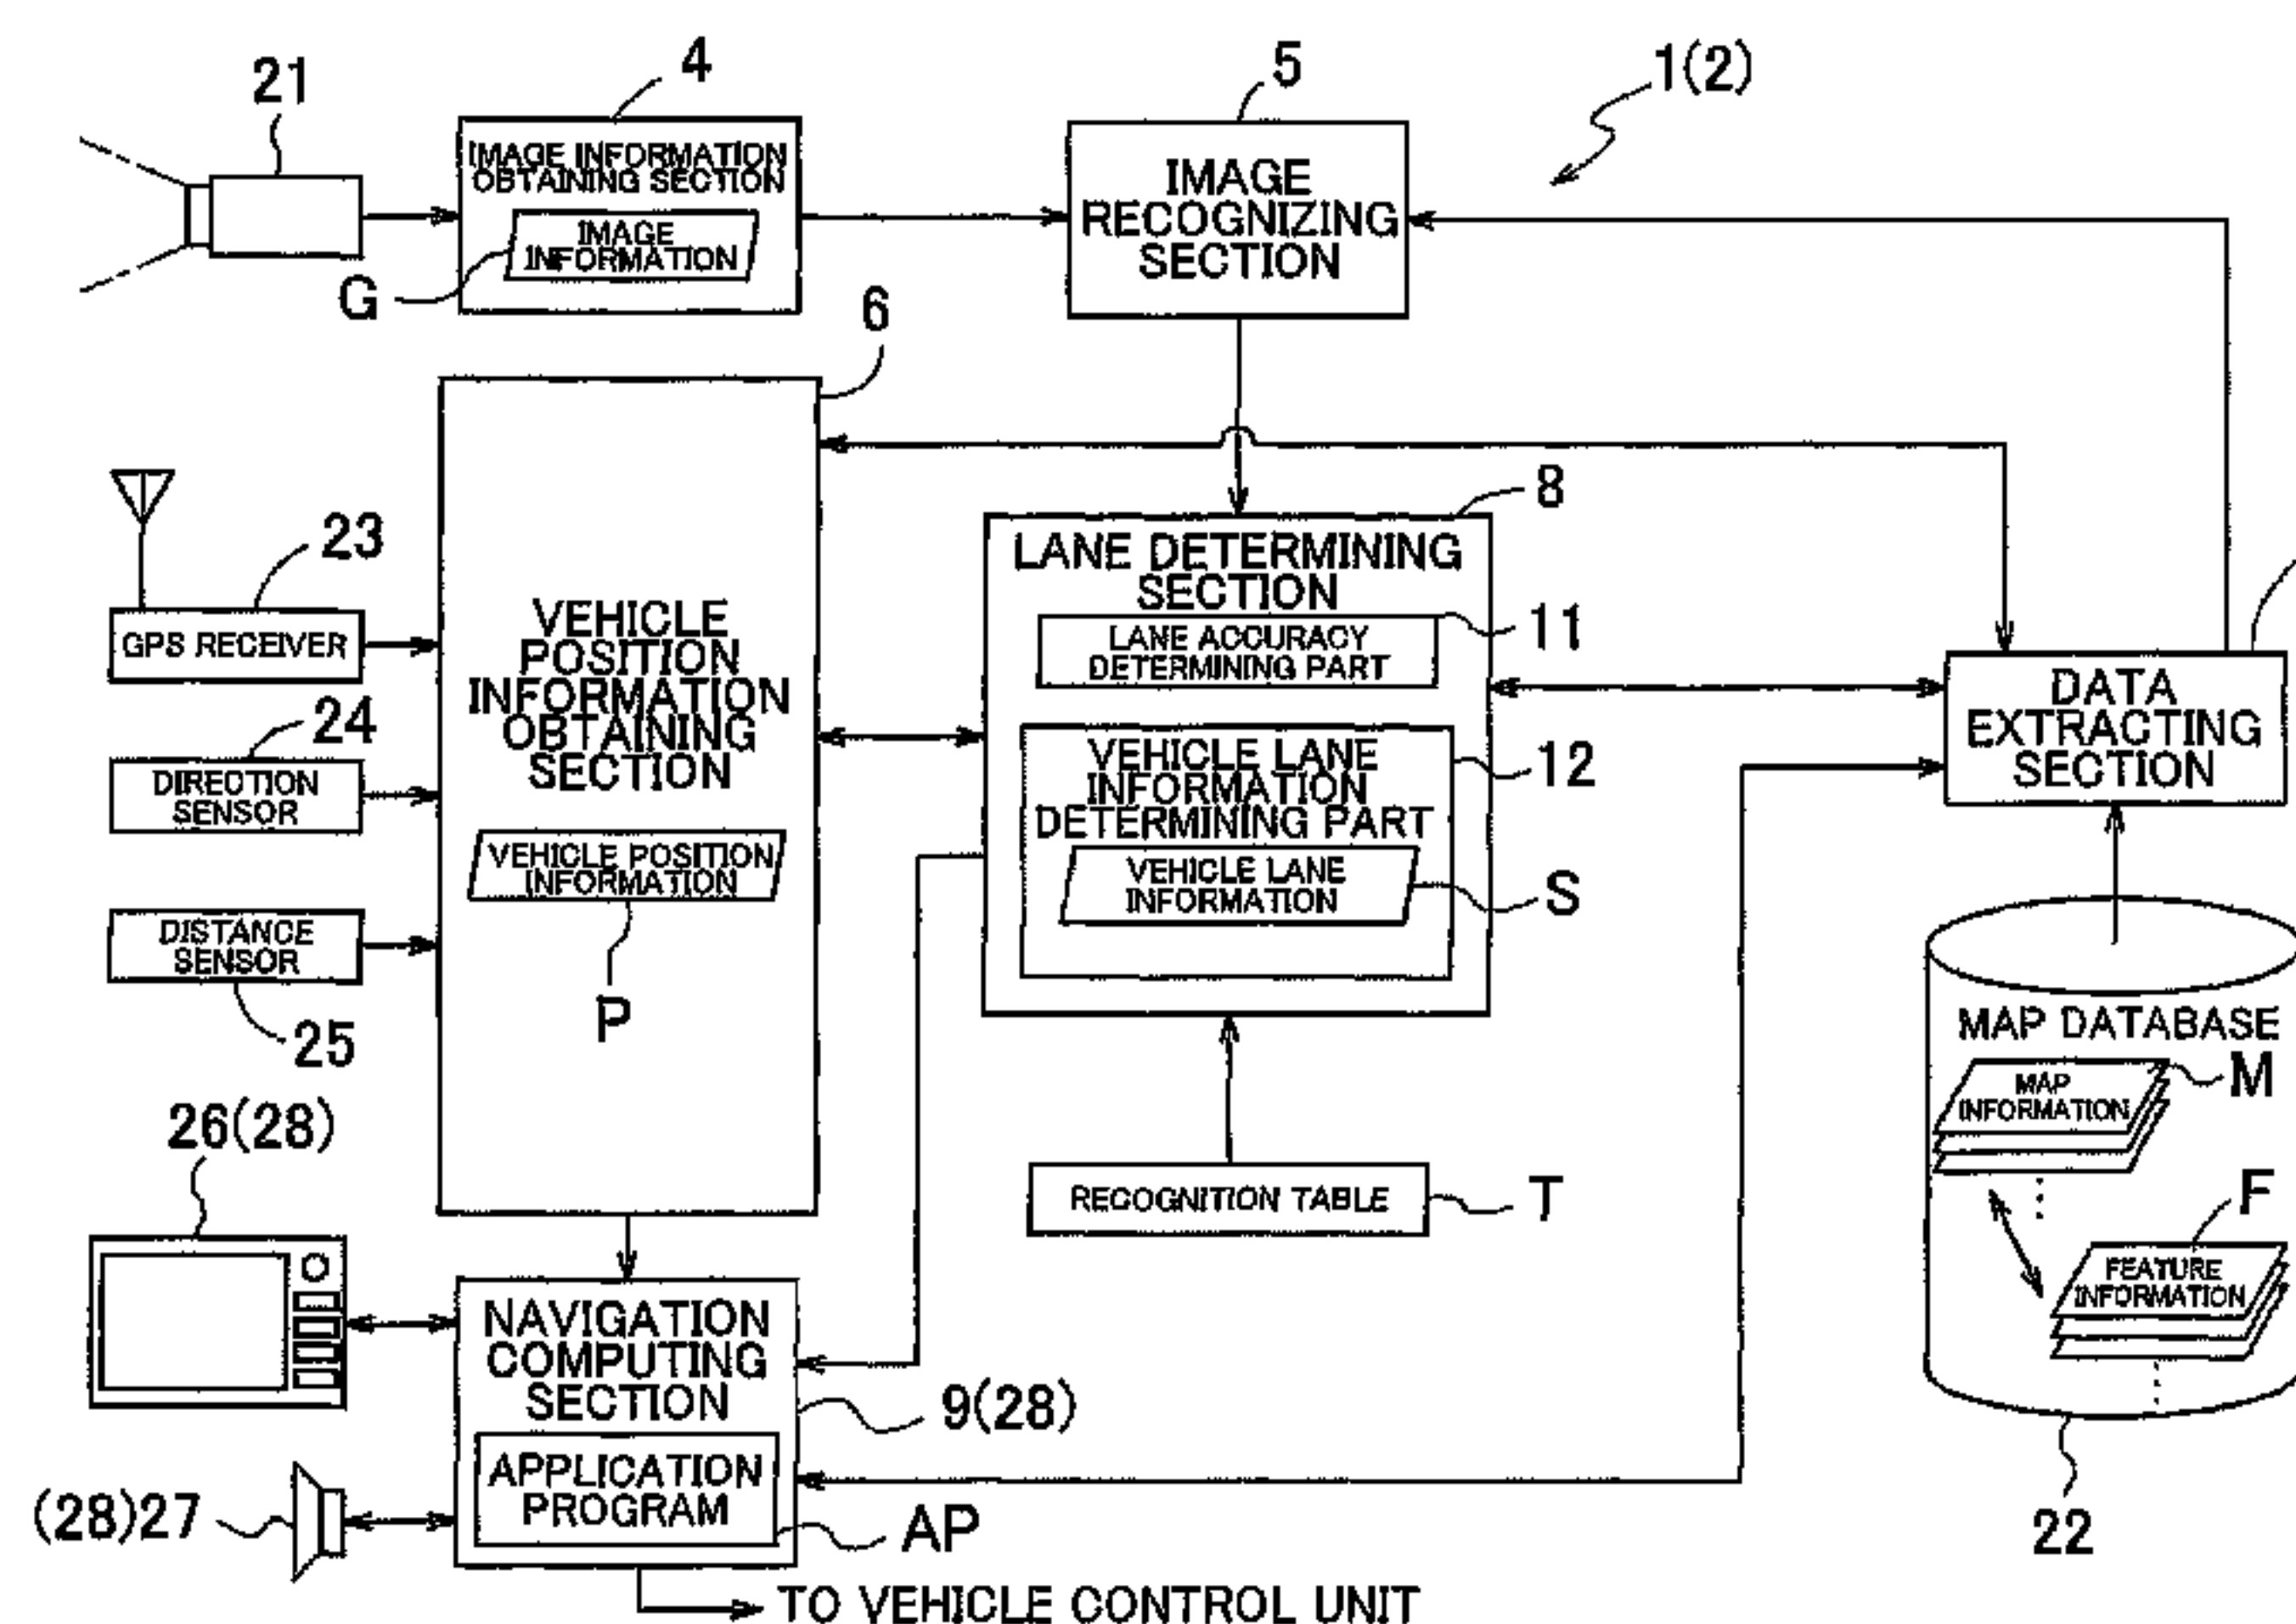 21
4
5
1(2)
IMAGE INFORMATION
OBTAINING SECTION
IMAGE
INFORMATION
G
IMAGE
RECOGNIZING
SECTION
6
8
23
GPS RECEIVER
VEHICLE
POSITION
INFORMATION
OBTAINING
SECTION
LANE DETERMINING
SECTION
11
LANE ACCURACY
DETERMINING PART
DATA
EXTRACTING
SECTION
24
DIRECTION
SENSOR
VEHICLE LANE
INFORMATION
DETERMINING PART
12
VEHICLE POSITION
INFORMATION
VEHICLE LANE
INFORMATION
S
DISTANCE
SENSOR
25
P
MAP DATABASE
MAP
INFORMATION
M
26(28)
RECOGNITION TABLE
T
F
FEATURE
INFORMATION
NAVIGATION
COMPUTING
SECTION
9(28)
APPLICATION
PROGRAM
AP
(28)27
22
TO VEHICLE CONTROL UNIT